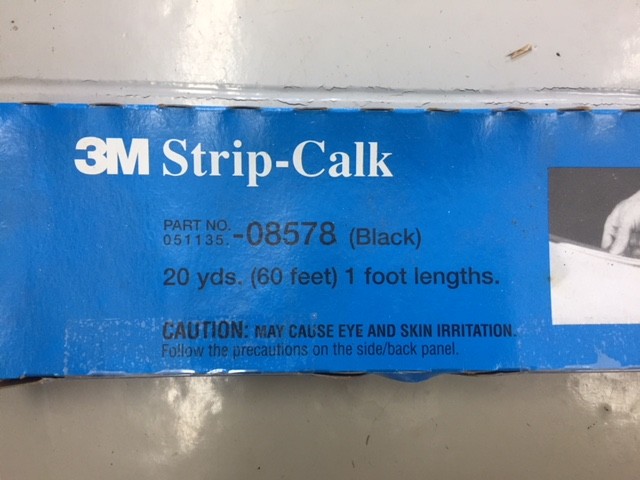 3M Strip-Calk
PART NO.
051135.-08578 (Black)
20 yds. (60 feet) 1 foot lengths.
CAUTION: MAY CAUSE EYE AND SKIN IRRITATION.
Follow the precautions on the side/back panel.